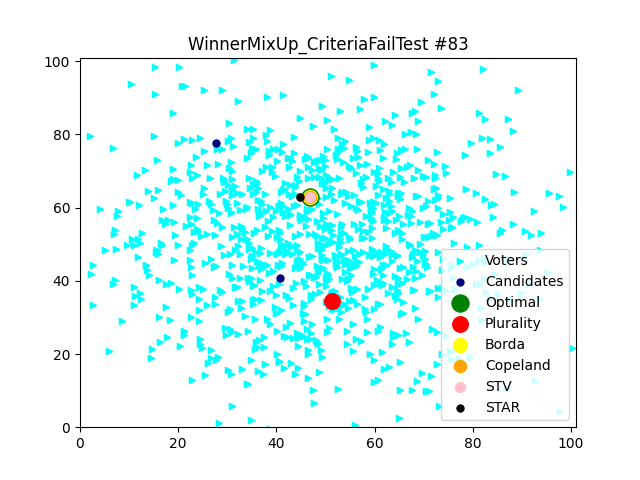 WinnerMixUp_CriteriaFailTest #83
100
80
60
40
20
0
0 20 40 60 80 100
Voters
Candidates
Optimal
Plurality
Borda
Copeland
STV
STAR